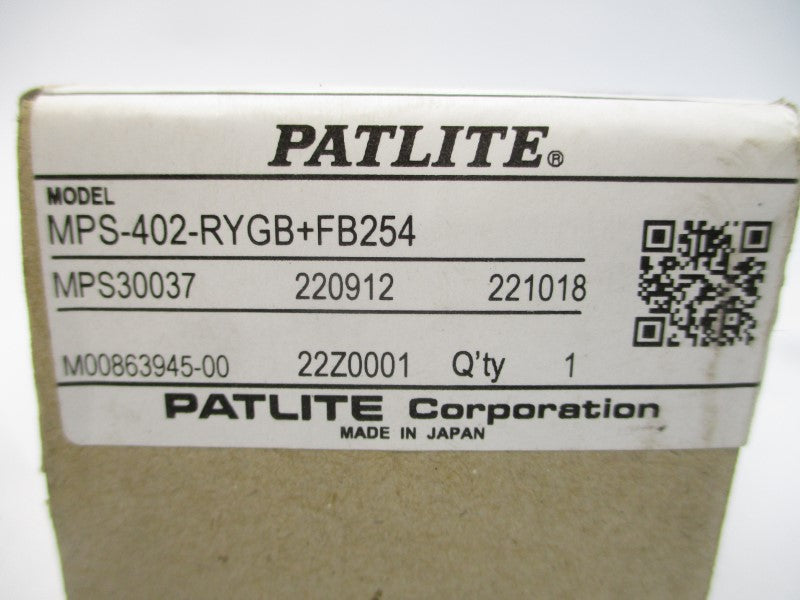 PATLITE®
MODEL
MPS-402-RYGB+FB254
MPS30037 220912 221018
M00863945-00 22Z0001 Q'ty 1
PATLITE Corporation
MADE IN JAPAN